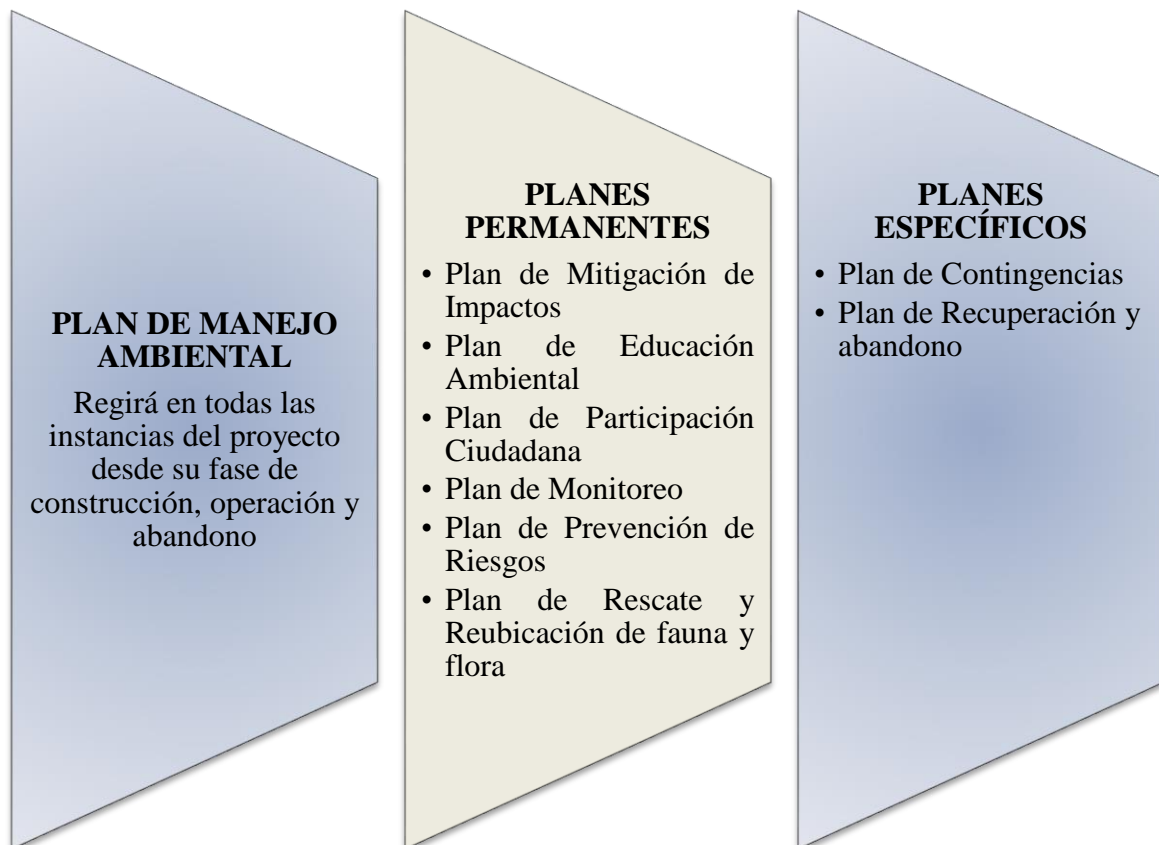 PLAN DE MANEJO
AMBIENTAL
Regirá en todas las
instancias del proyecto
desde su fase de
construcción, operación y
abandono
PLANES
PERMANENTES
• Plan de Mitigación de
Impactos
• Plan de Educación
Ambiental
• Plan de Participación
Ciudadana
• Plan de Monitoreo
• Plan de Prevención de
Riesgos
• Plan de Rescate y
Reubicación de fauna y
flora
PLANES
ESPECÍFICOS
• Plan de Contingencias
• Plan de Recuperación y
abandono